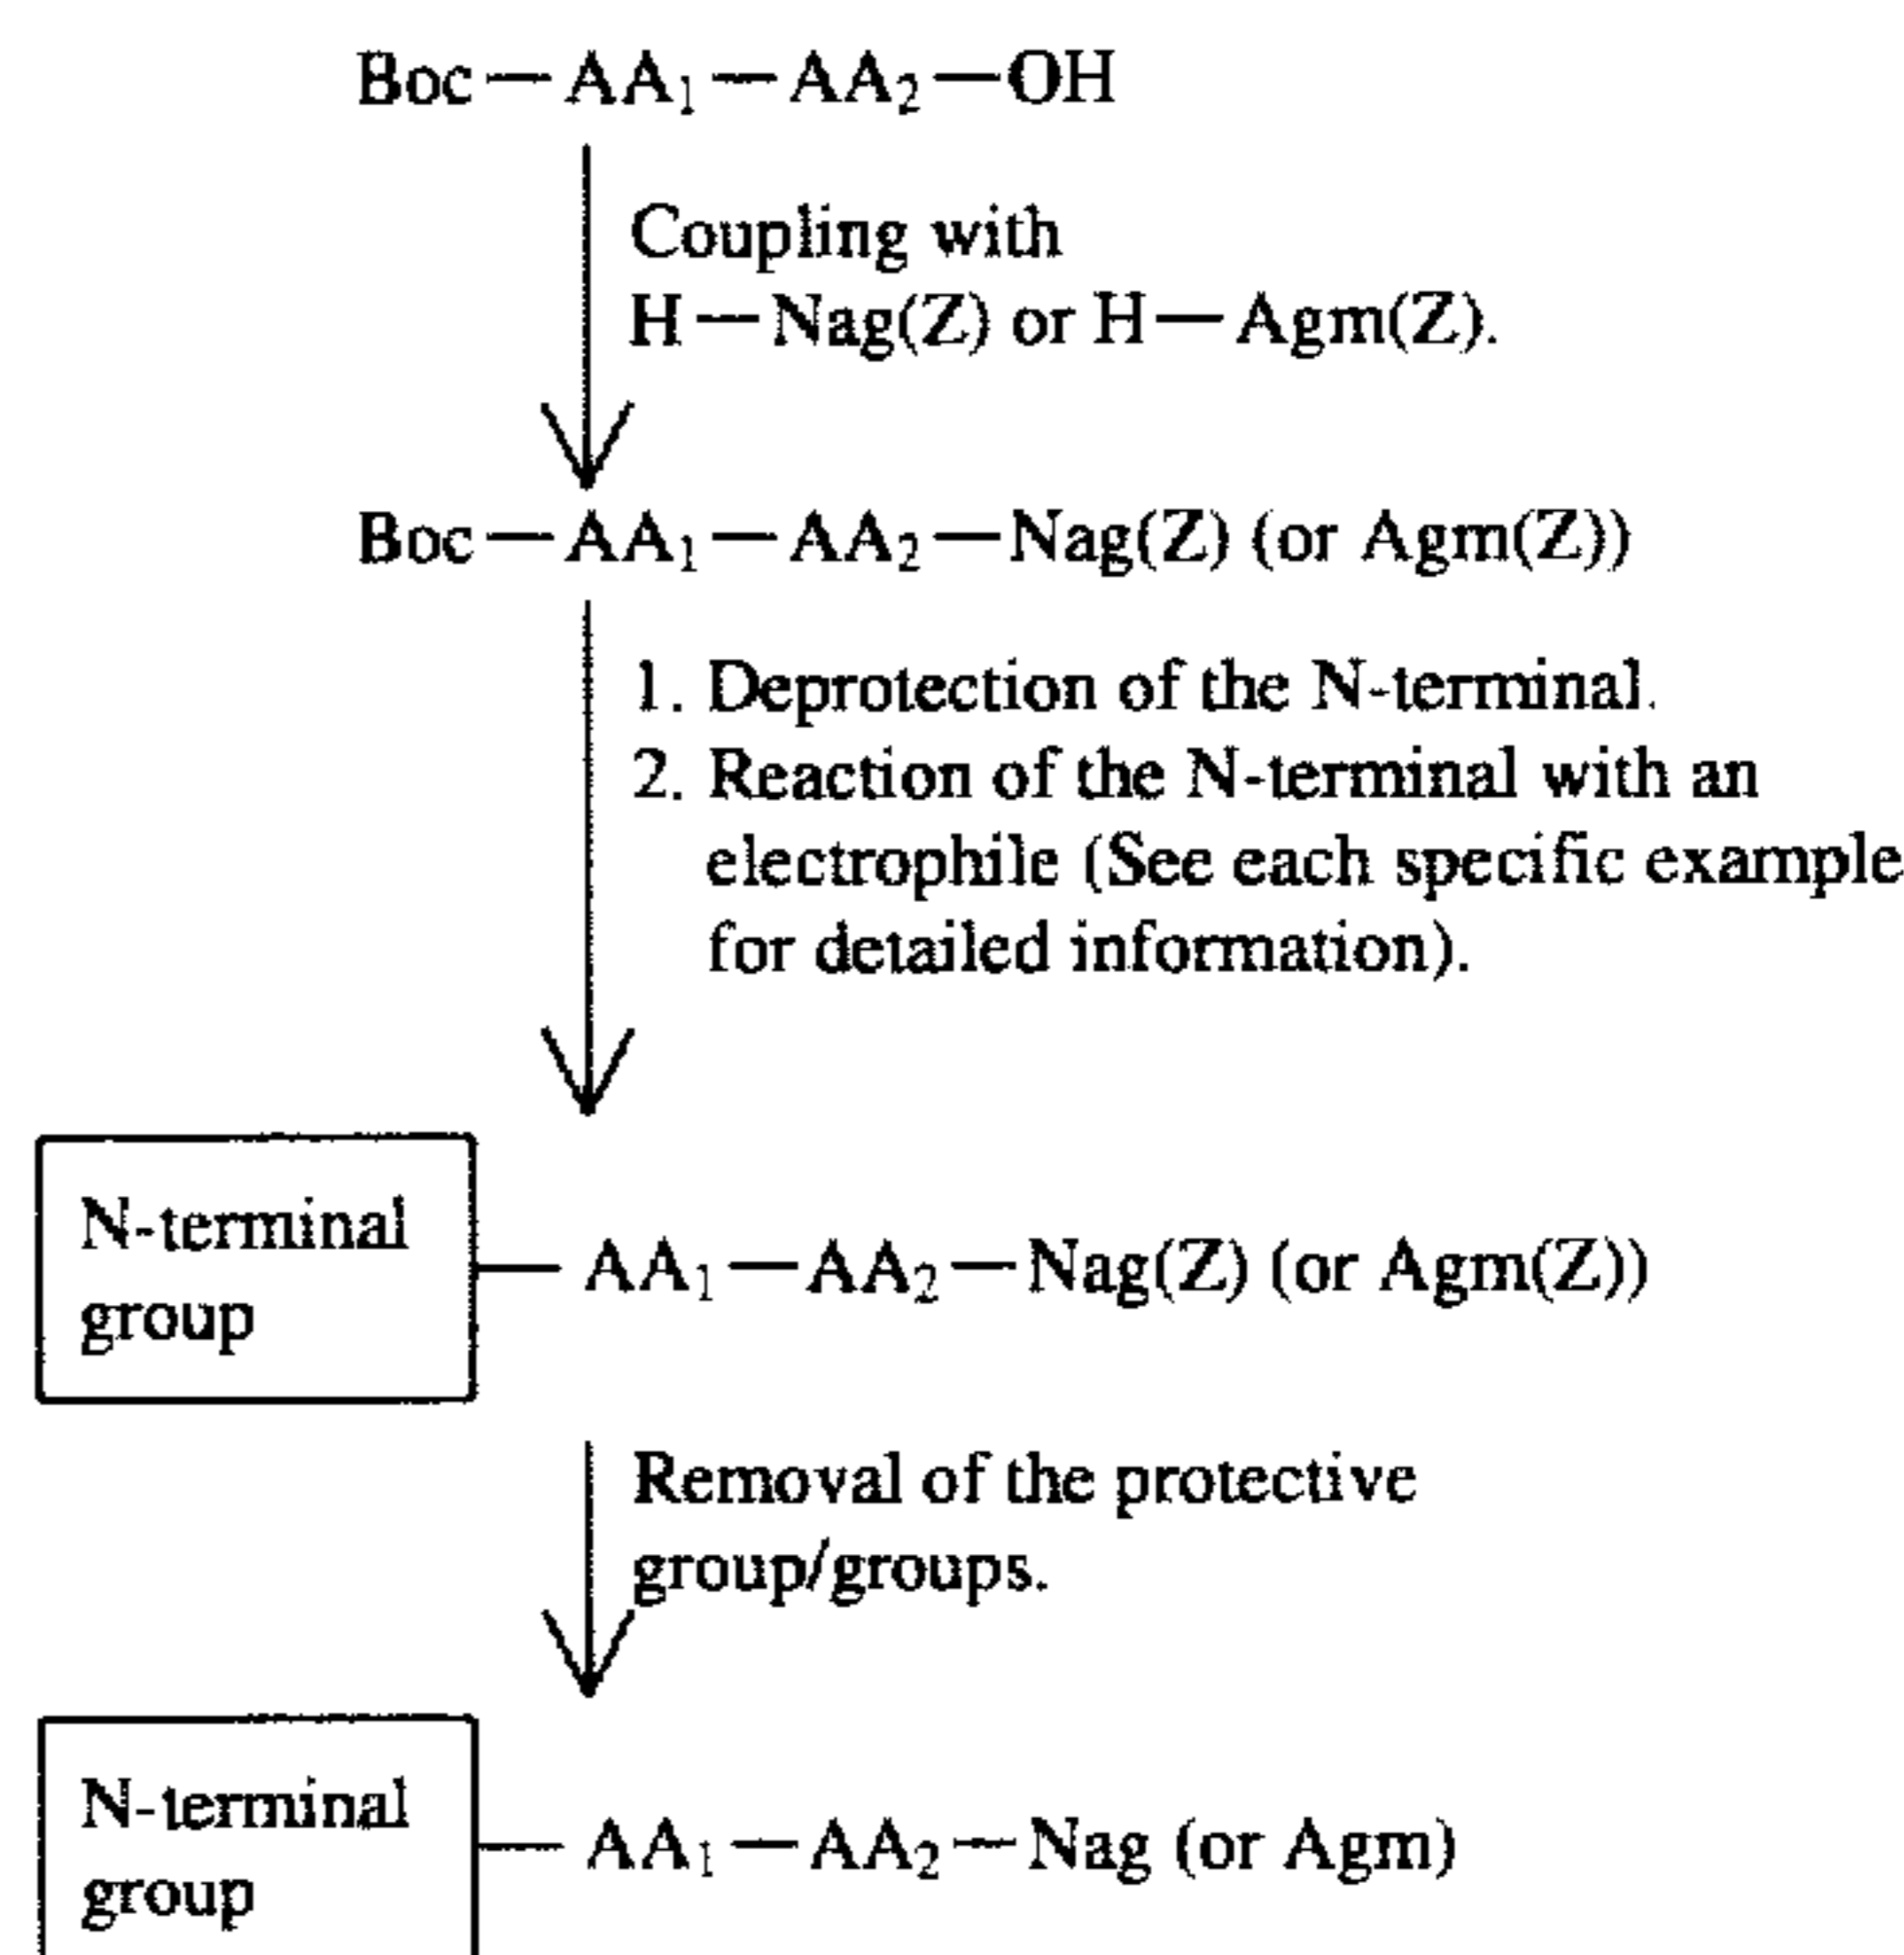 Boc—AA₁—AA₂—OH
Coupling with
H—Nag(Z) or H—Agm(Z).
Boc—AA₁—AA₂—Nag(Z) (or Agm(Z))
1. Deprotection of the N-terminal.
2. Reaction of the N-terminal with an
electrophile (See each specific example
for detailed information).
N-terminal
group
—AA₁—AA₂—Nag(Z) (or Agm(Z))
Removal of the protective
group/groups.
N-terminal
group
—AA₁—AA₂—Nag (or Agm)